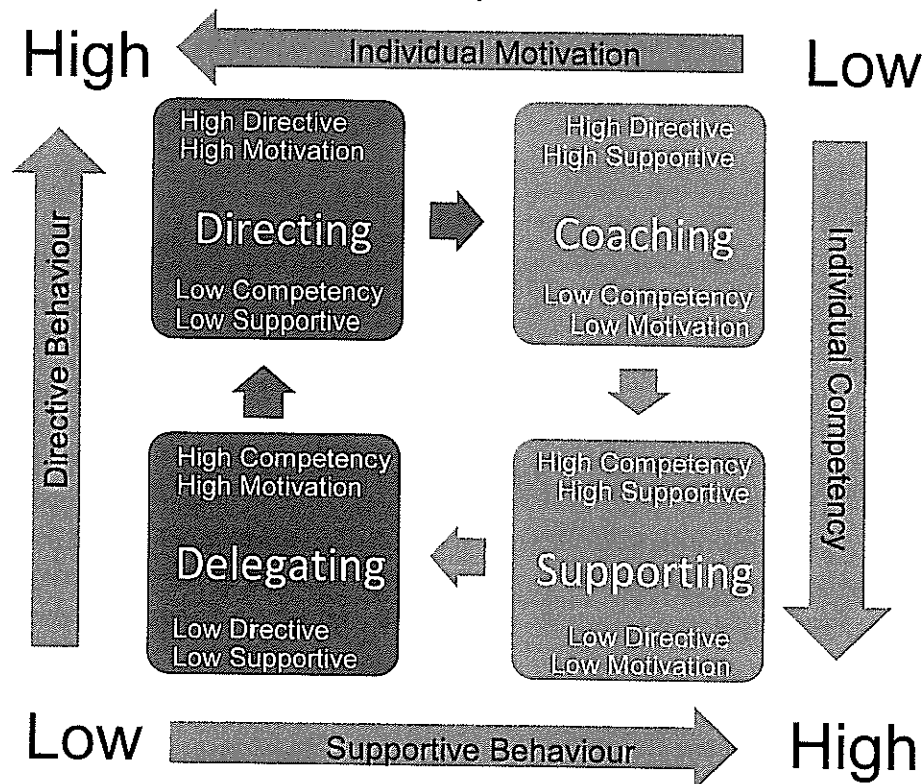 High
Individual Motivation
Low
High Directive
High Motivation
Directing
Low Competency
Low Supportive
High Directive
High Supportive
Coaching
Low Competency
Low Motivation
Directive Behaviour
Individual Competency
High Competency
High Motivation
Delegating
Low Directive
Low Supportive
High Competency
High Supportive
Supporting
Low Directive
Low Motivation
Low
Supportive Behaviour
High